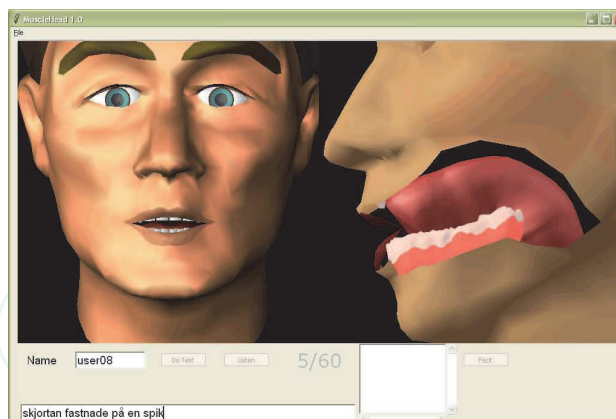 MuscleHead 1.0
File
Name user08 Do Test Listen 5/60 Facit
skjortan fastnade på en spik